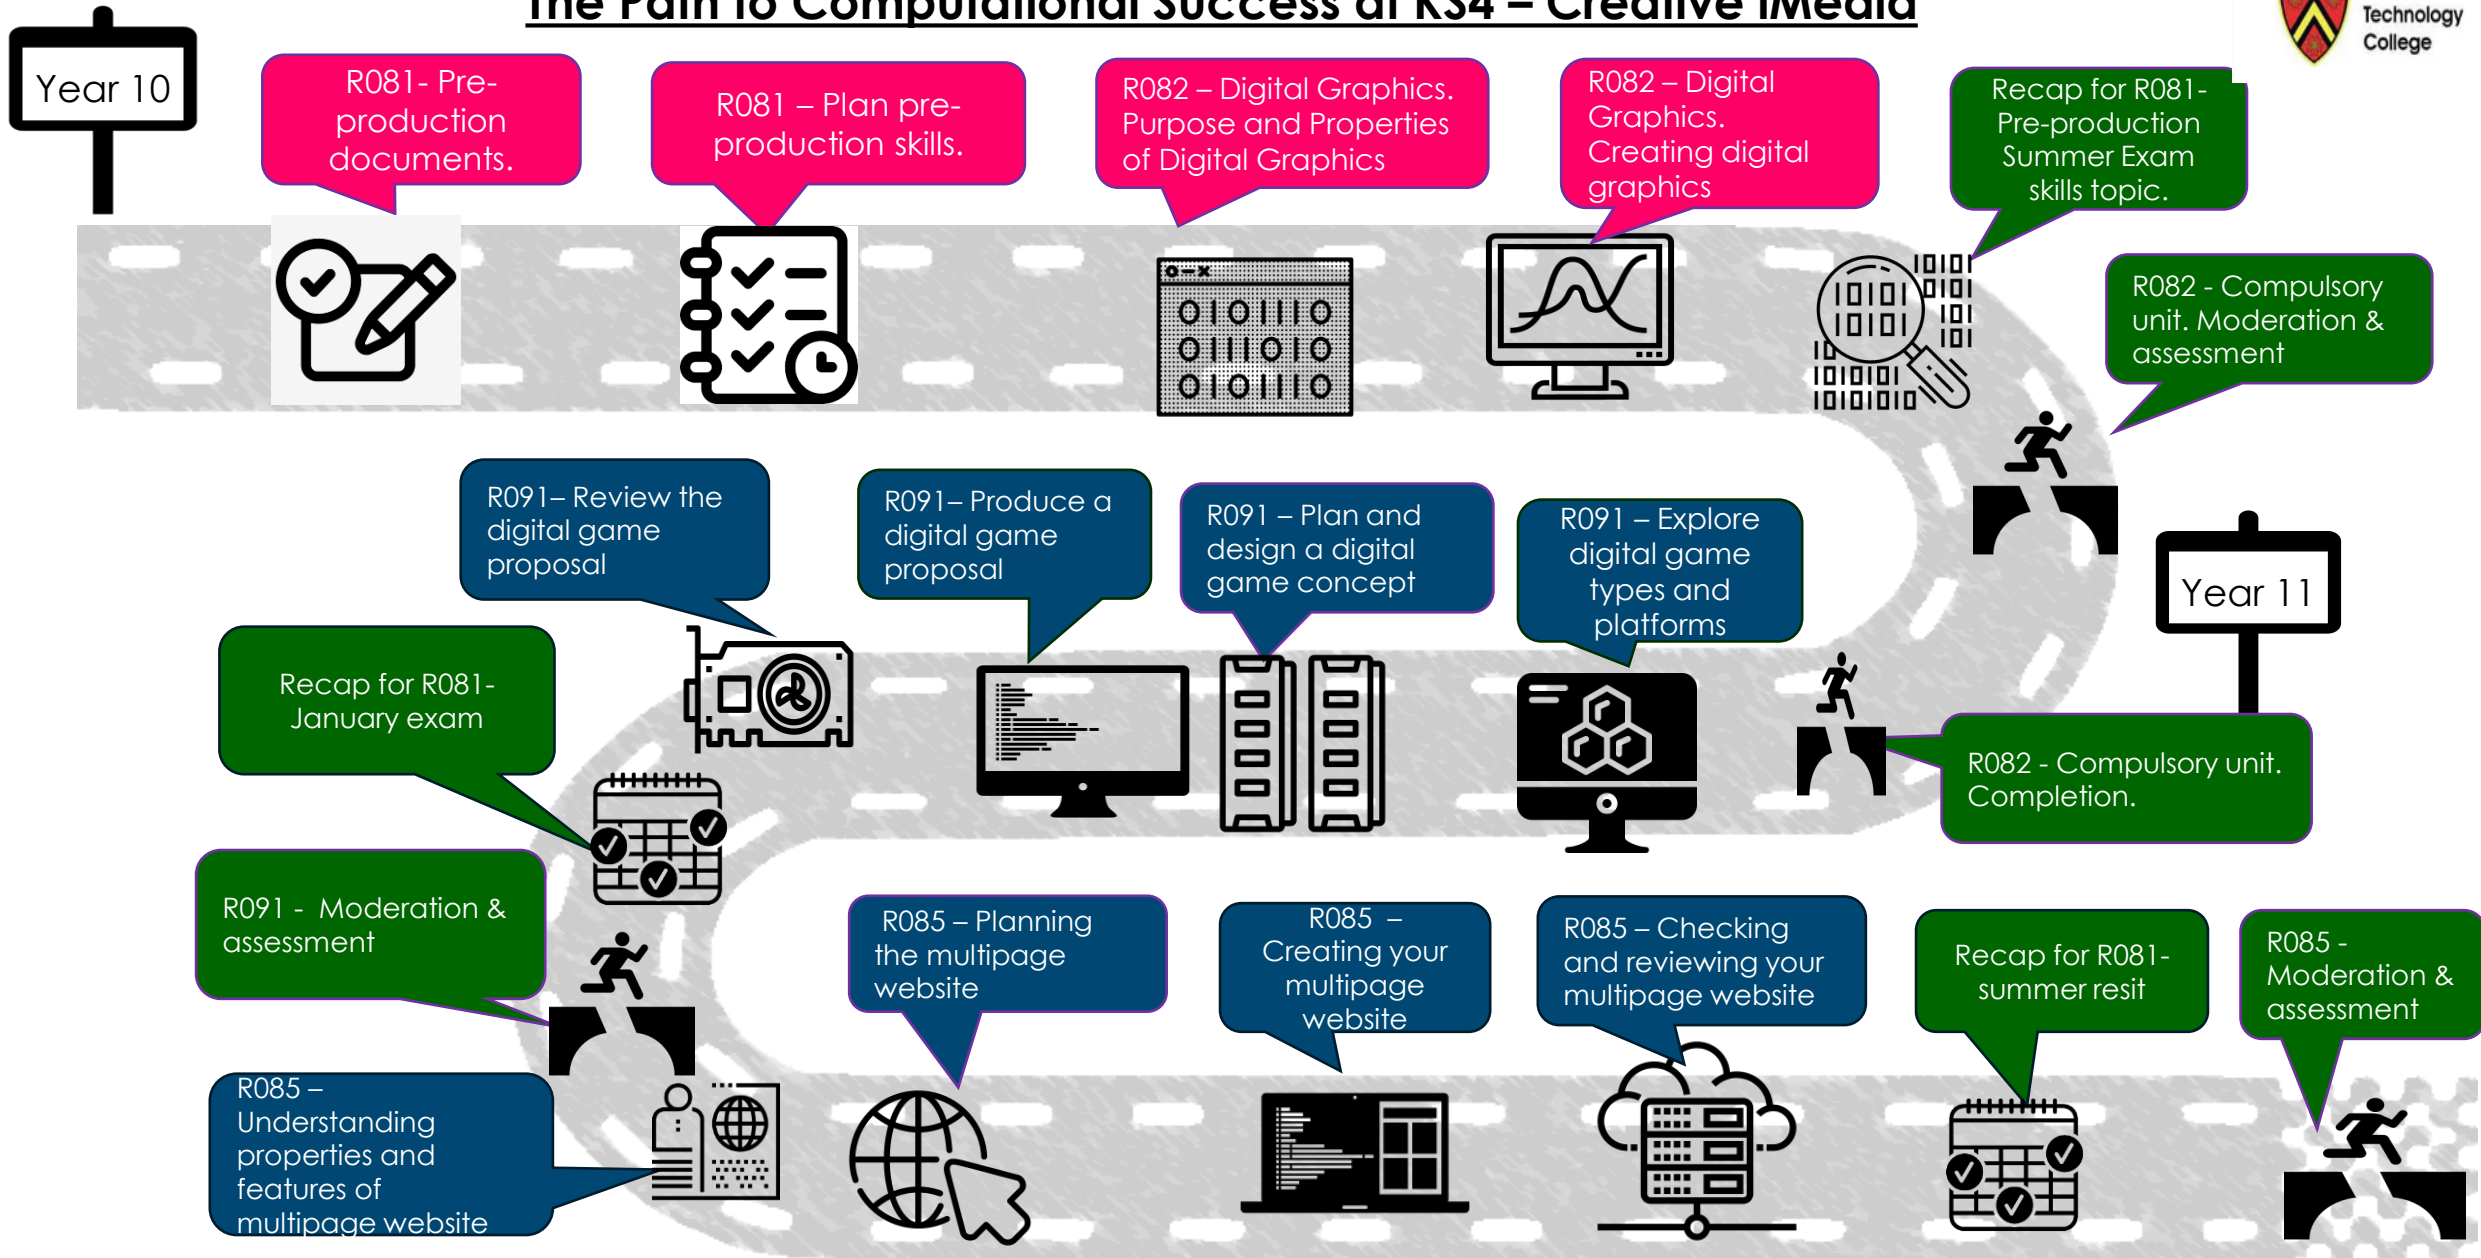 The Path to Computational Success at KS4 – Creative iMedia
Technology
College
Year 10
R081- Pre-
production
documents.
R081 – Plan pre-
production skills.
R082 – Digital Graphics.
Purpose and Properties
of Digital Graphics
R082 – Digital
Graphics.
Creating digital
graphics
Recap for R081-
Pre-production
Summer Exam
skills topic.
R082 - Compulsory
unit. Moderation &
assessment
Year 11
R082 - Compulsory unit.
Completion.
R091 – Explore
digital game
types and
platforms
R091 – Plan and
design a digital
game concept
R091– Produce a
digital game
proposal
R091– Review the
digital game
proposal
Recap for R081-
January exam
R091 -  Moderation &
assessment
R085 –
Understanding
properties and
features of
multipage website
R085 – Planning
the multipage
website
R085  –
Creating your
multipage
website
R085 – Checking
and reviewing your
multipage website
Recap for R081-
summer resit
R085 -
Moderation &
assessment